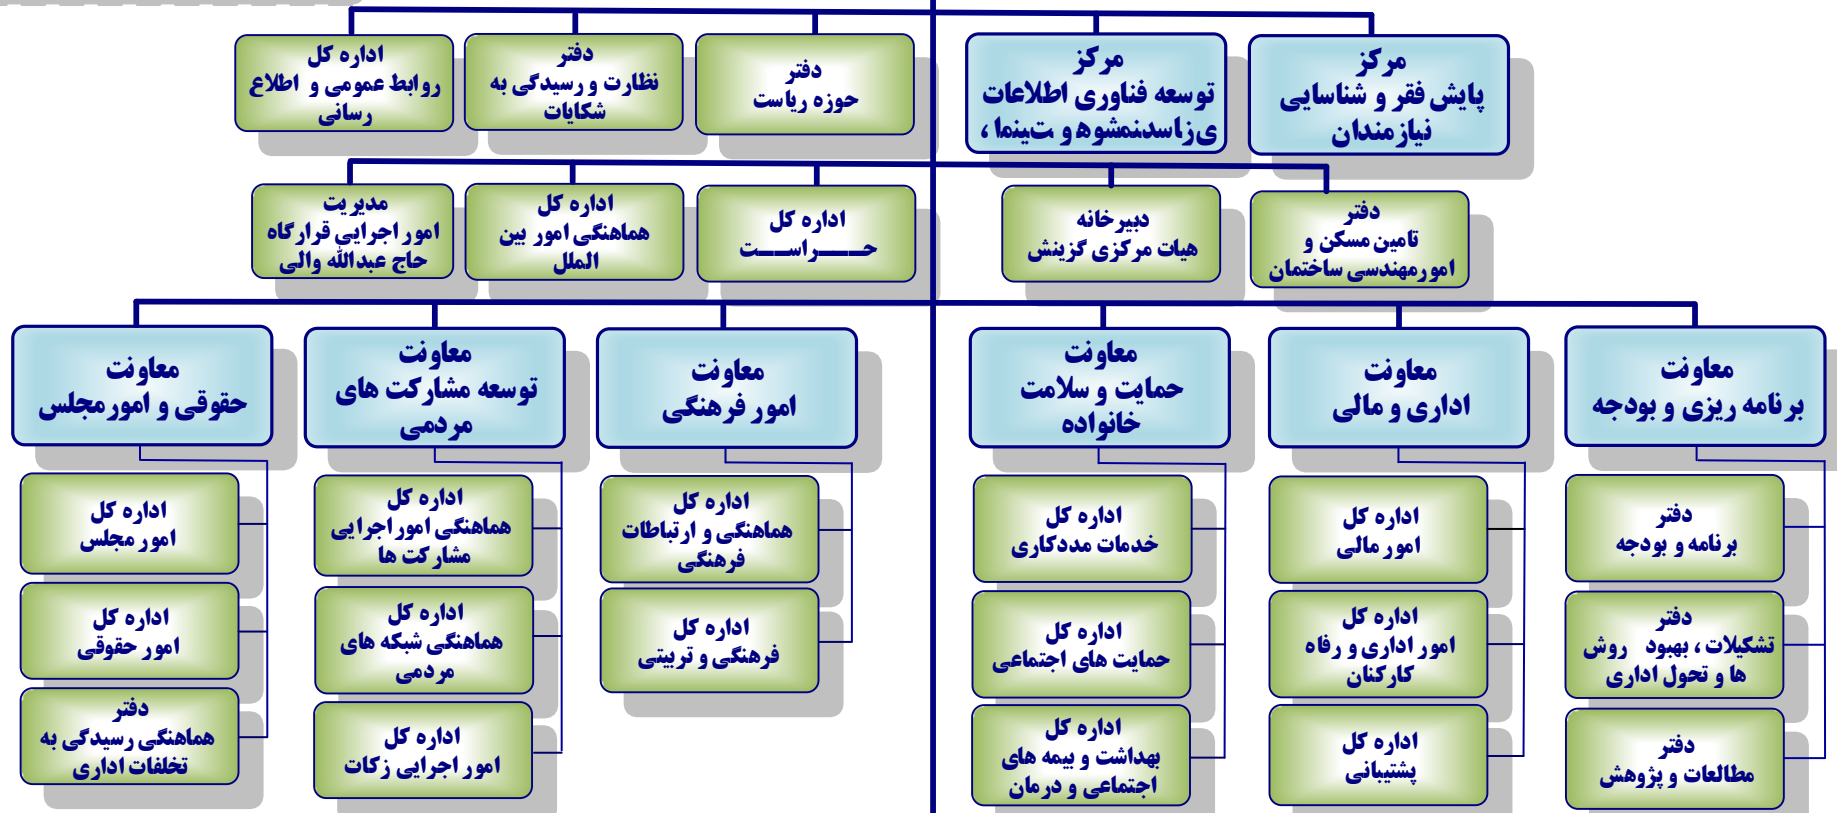 مرکز
پایش فقر و شناسایی
نیازمندان
مرکز
توسعه فناوری اطلاعات
، امنیت و هوشمندسازی
دفتر
حوزه ریاست
دفتر
نظارت و رسیدگی به
شکایات
اداره کل
روابط عمومی و اطلاع
رسانی
دفتر
تامین مسکن و
امورمهندسی ساختمان
دبیرخانه
هیات مرکزی گزینش
اداره کل
حـــــراســــت
اداره کل
هماهنگی امور بین
الملل
مدیریت
امور اجرایی قرارگاه
حاج عبدالله والی
معاونت
برنامه ریزی و بودجه
معاونت
اداری و مالی
معاونت
حمایت و سلامت
خانواده
معاونت
امور فرهنگی
معاونت
توسعه مشارکت های
مردمی
معاونت
حقوقی و امورمجلس
دفتر
برنامه و بودجه
دفتر
تشکیلات ، بهبود روش
ها و تحول اداری
دفتر
مطالعات و پژوهش
اداره کل
امور مالی
اداره کل
امور اداری و رفاه
کارکنان
اداره کل
پشتیبانی
اداره کل
خدمات مددکاری
اداره کل
حمایت های اجتماعی
اداره کل
بهداشت و بیمه های
اجتماعی و درمان
اداره کل
هماهنگی و ارتباطات
فرهنگی
اداره کل
فرهنگی و تربیتی
اداره کل
هماهنگی امور اجرایی
مشارکت ها
اداره کل
هماهنگی شبکه های
مردمی
اداره کل
امور اجرایی زکات
اداره کل
امور مجلس
اداره کل
امور حقوقی
دفتر
هماهنگی رسیدگی به
تخلفات اداری